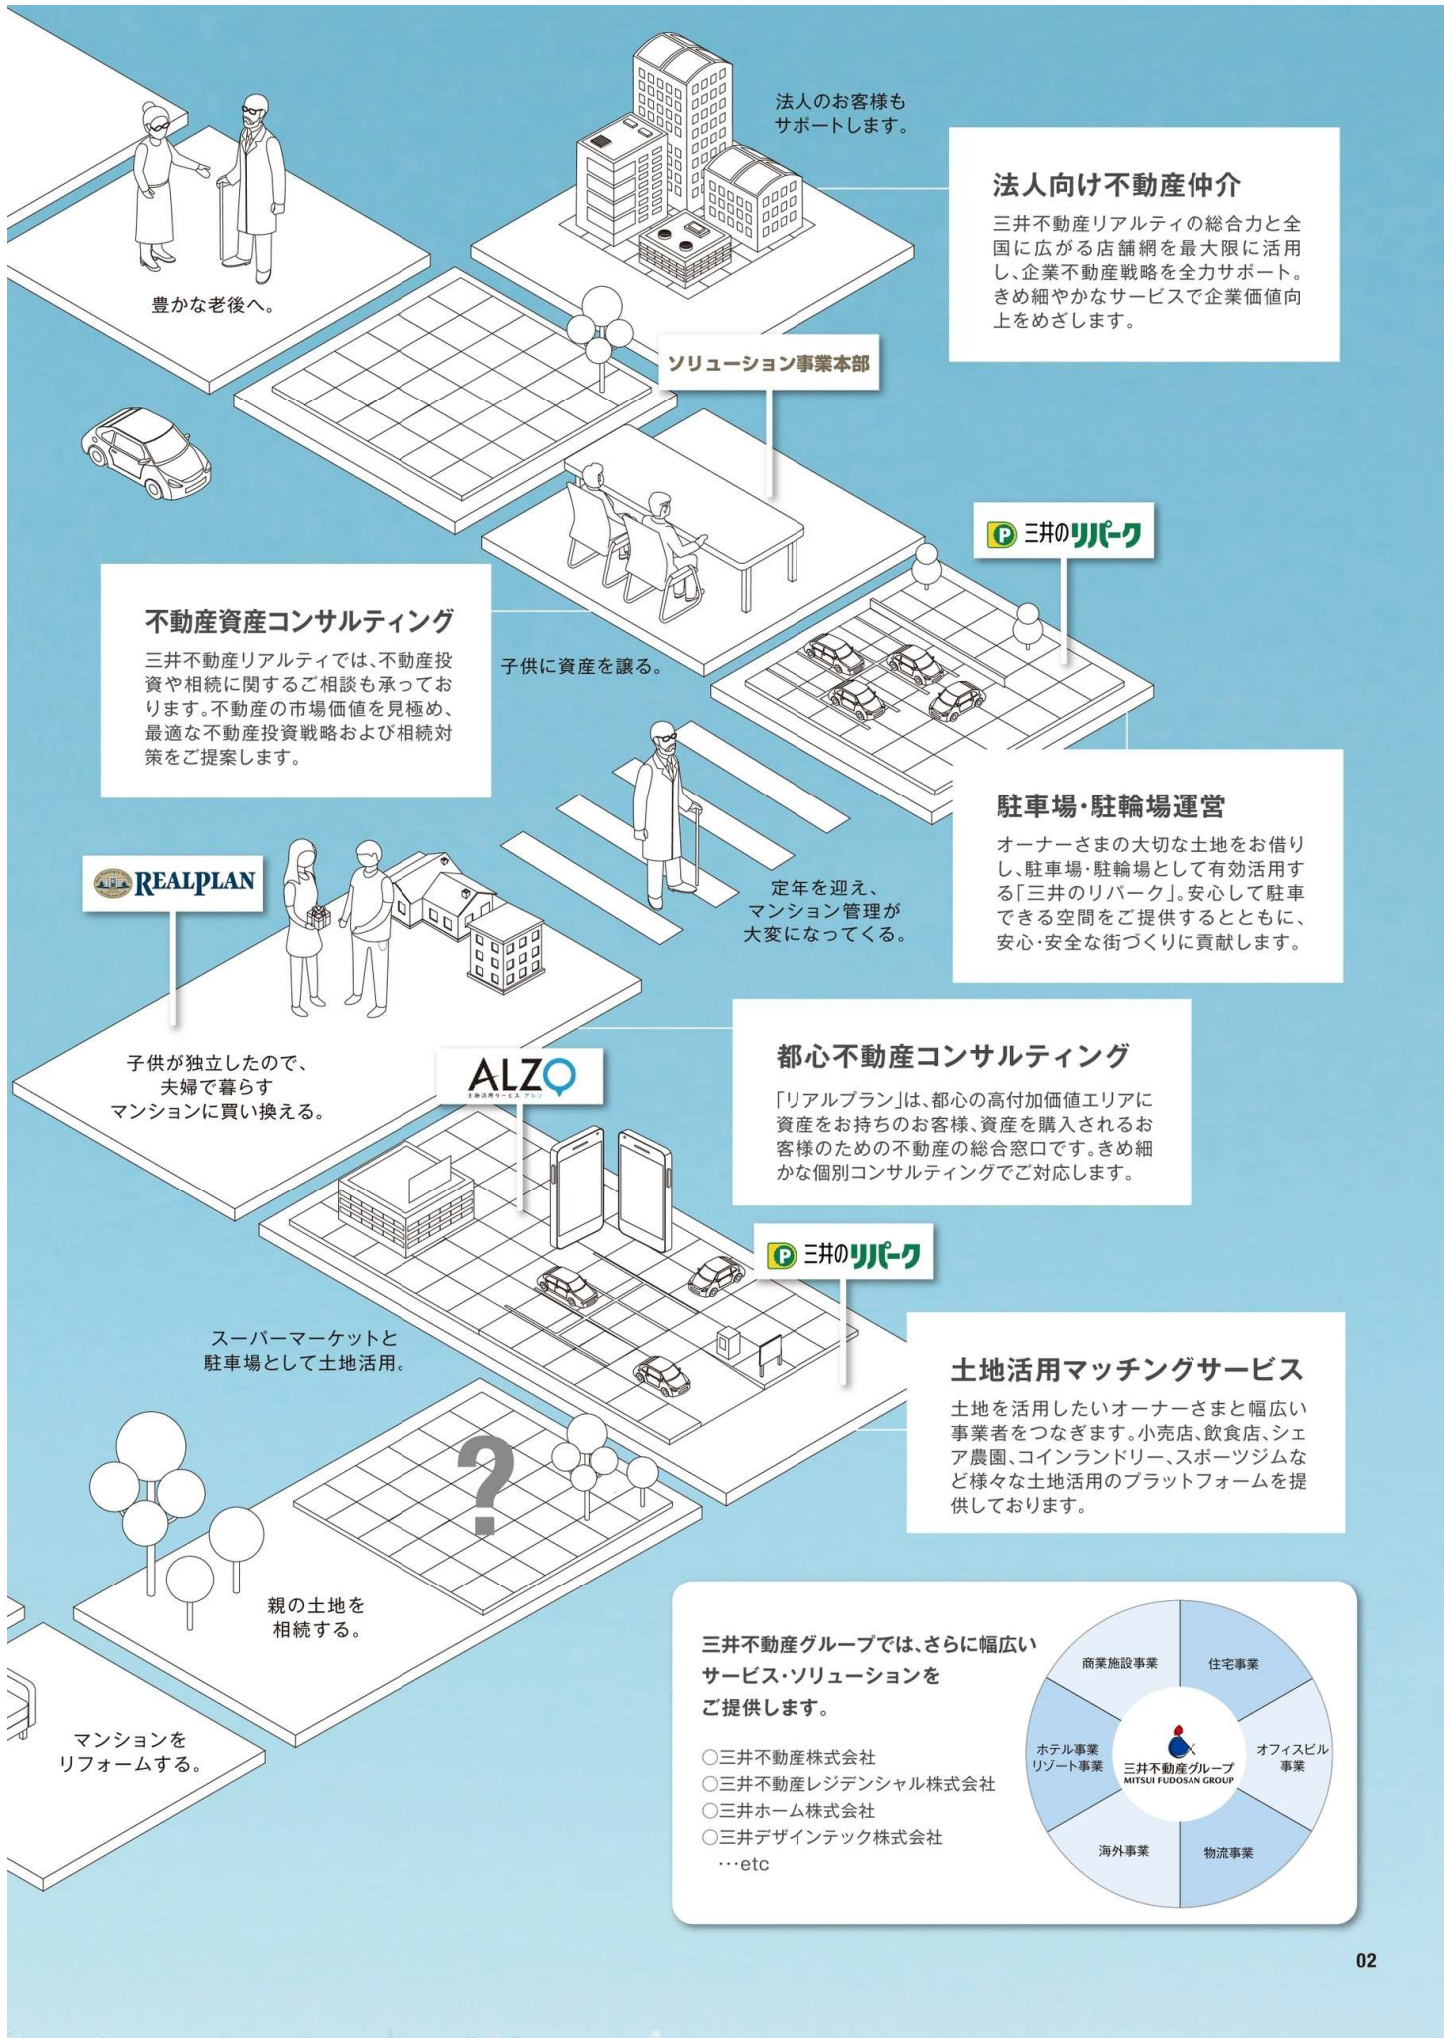 法人のお客様も
サポートします。
法人向け不動産仲介
三井不動産リアルティの総合力と全
国に広がる店舗網を最大限に活用
し、企業不動産戦略を全力サポート。
きめ細やかなサービスで企業価値向
上をめざします。
豊かな老後へ。
ソリューション事業本部
P 三井のリパーク
不動産資産コンサルティング
三井不動産リアルティでは、不動産投
資や相続に関するご相談も承ってお
ります。不動産の市場価値を見極め、
最適な不動産投資戦略および相続対
策をご提案します。
子供に資産を譲る。
駐車場・駐輪場運営
オーナーさまの大切な土地をお借り
し、駐車場・駐輪場として有効活用す
る「三井のリパーク」。安心して駐車
できる空間をご提供するとともに、
安心・安全な街づくりに貢献します。
定年を迎え、
マンション管理が
大変になってくる。
REALPLAN
子供が独立したので、
夫婦で暮らす
マンションに買い換える。
都心不動産コンサルティング
「リアルプラン」は、都心の高付加価値エリアに
資産をお持ちのお客様、資産を購入されるお
客様のための不動産の総合窓口です。きめ細
かな個別コンサルティングでご対応します。
ALZO
土地活用サービス アルゾ
P 三井のリパーク
スーパーマーケットと
駐車場として土地活用。
土地活用マッチングサービス
土地を活用したいオーナーさまと幅広い
事業者をつなぎます。小売店、飲食店、シェ
ア農園、コインランドリー、スポーツジムな
ど様々な土地活用のプラットフォームを提
供しております。
?
親の土地を
相続する。
マンションを
リフォームする。
三井不動産グループでは、さらに幅広い
サービス・ソリューションを
ご提供します。
○三井不動産株式会社
○三井不動産レジデンシャル株式会社
○三井ホーム株式会社
○三井デザインテック株式会社
…etc
商業施設事業
住宅事業
ホテル事業
リゾート事業
三井不動産グループ
MITSUI FUDOSAN GROUP
オフィスビル
事業
海外事業
物流事業
02